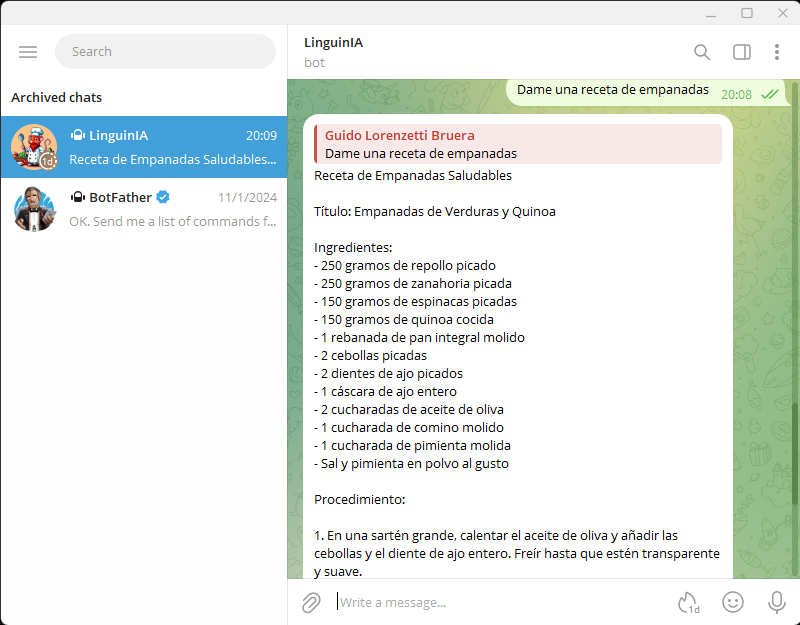 Search
Archived chats
LinguinIA 20:09
Receta de Empanadas Saludables...
1d
BotFather 11/1/2024
OK. Send me a list of commands f...
LinguinIA
bot
Dame una receta de empanadas 20:08
Guido Lorenzetti Bruera
Dame una receta de empanadas
Receta de Empanadas Saludables
Título: Empanadas de Verduras y Quinoa
Ingredientes:
- 250 gramos de repollo picado
- 250 gramos de zanahoria picada
- 150 gramos de espinacas picadas
- 150 gramos de quinoa cocida
- 1 rebanada de pan integral molido
- 2 cebollas picadas
- 2 dientes de ajo picados
- 1 cáscara de ajo entero
- 2 cucharadas de aceite de oliva
- 1 cucharada de comino molido
- 1 cucharada de pimienta molida
- Sal y pimienta en polvo al gusto
Procedimiento:
1. En una sartén grande, calentar el aceite de oliva y añadir las
cebollas y el diente de ajo entero. Freír hasta que estén transparente
y suave.
Write a message...
1d